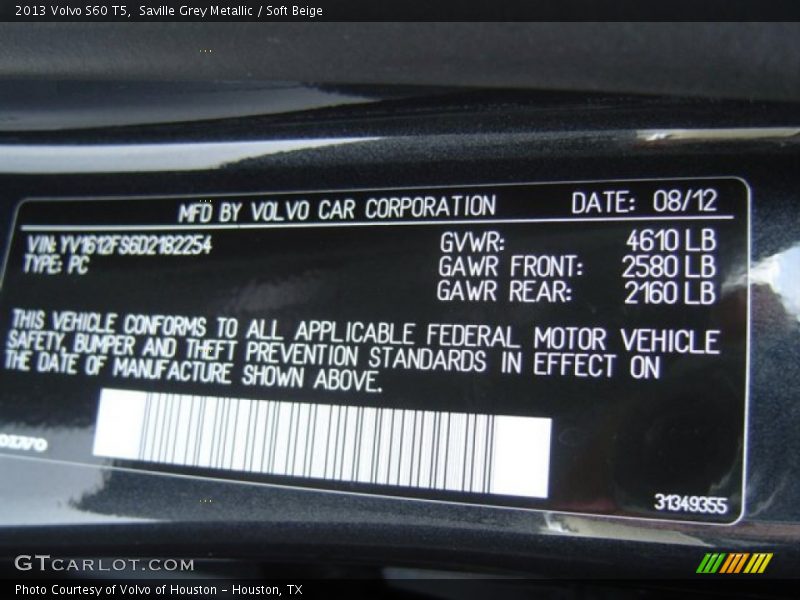 2013 Volvo S60 T5, Saville Grey Metallic / Soft Beige
MFD BY VOLVO CAR CORPORATION DATE: 08/12
VIN: YV1612FS6D2182254 GVWR: 4610 LB
TYPE: PC GAWR FRONT: 2580 LB
GAWR REAR: 2160 LB
THIS VEHICLE CONFORMS TO ALL APPLICABLE FEDERAL MOTOR VEHICLE
SAFETY, BUMPER AND THEFT PREVENTION STANDARDS IN EFFECT ON
THE DATE OF MANUFACTURE SHOWN ABOVE.
OLVO
31349355
GTCARLOT.COM
Photo Courtesy of Volvo of Houston - Houston, TX